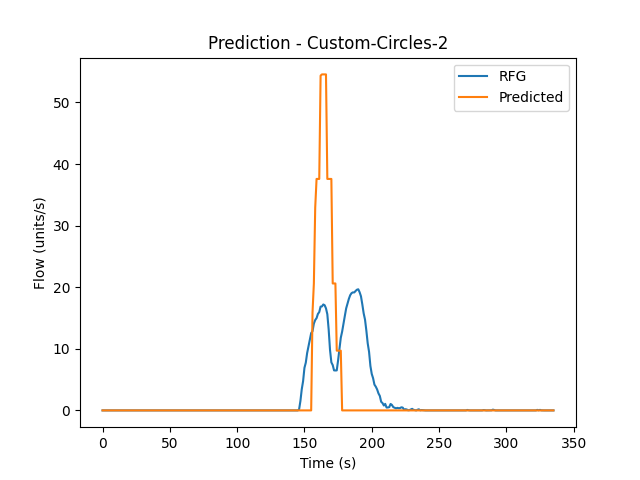 Prediction - Custom-Circles-2
RFG
Predicted
Flow (units/s)
50
40
30
20
10
0
0 50 100 150 200 250 300 350
Time (s)